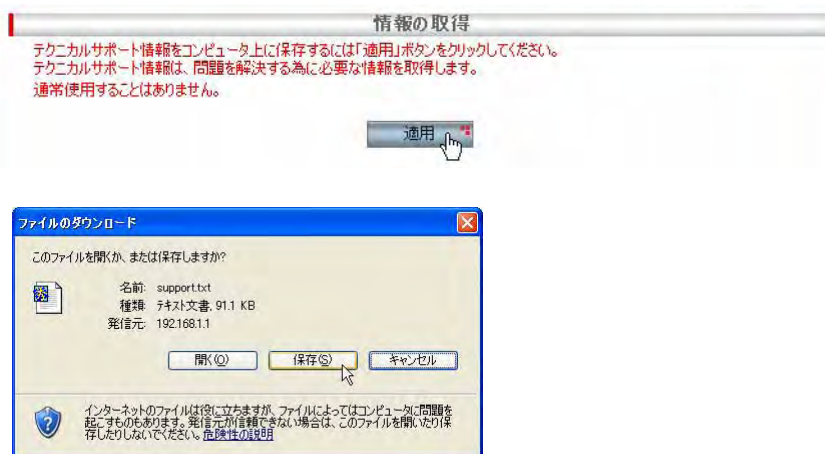 情報の取得
テクニカルサポート情報をコンピュータ上に保存するには「適用」ボタンをクリックしてください。
テクニカルサポート情報は、問題を解決する為に必要な情報を取得します。
通常使用することはありません。
適用
ファイルのダウンロード
このファイルを開くか、または保存しますか?
名前: support.txt
種類: テキスト文書, 91.1 KB
発信元: 192.168.1.1
開く(O) 保存(S) キャンセル
インターネットのファイルは役に立ちますが、ファイルによってはコンピュータに問題を
起こすものもあります。発信元が信頼できない場合は、このファイルを開いたり保
存したりしないでください。危険性の説明